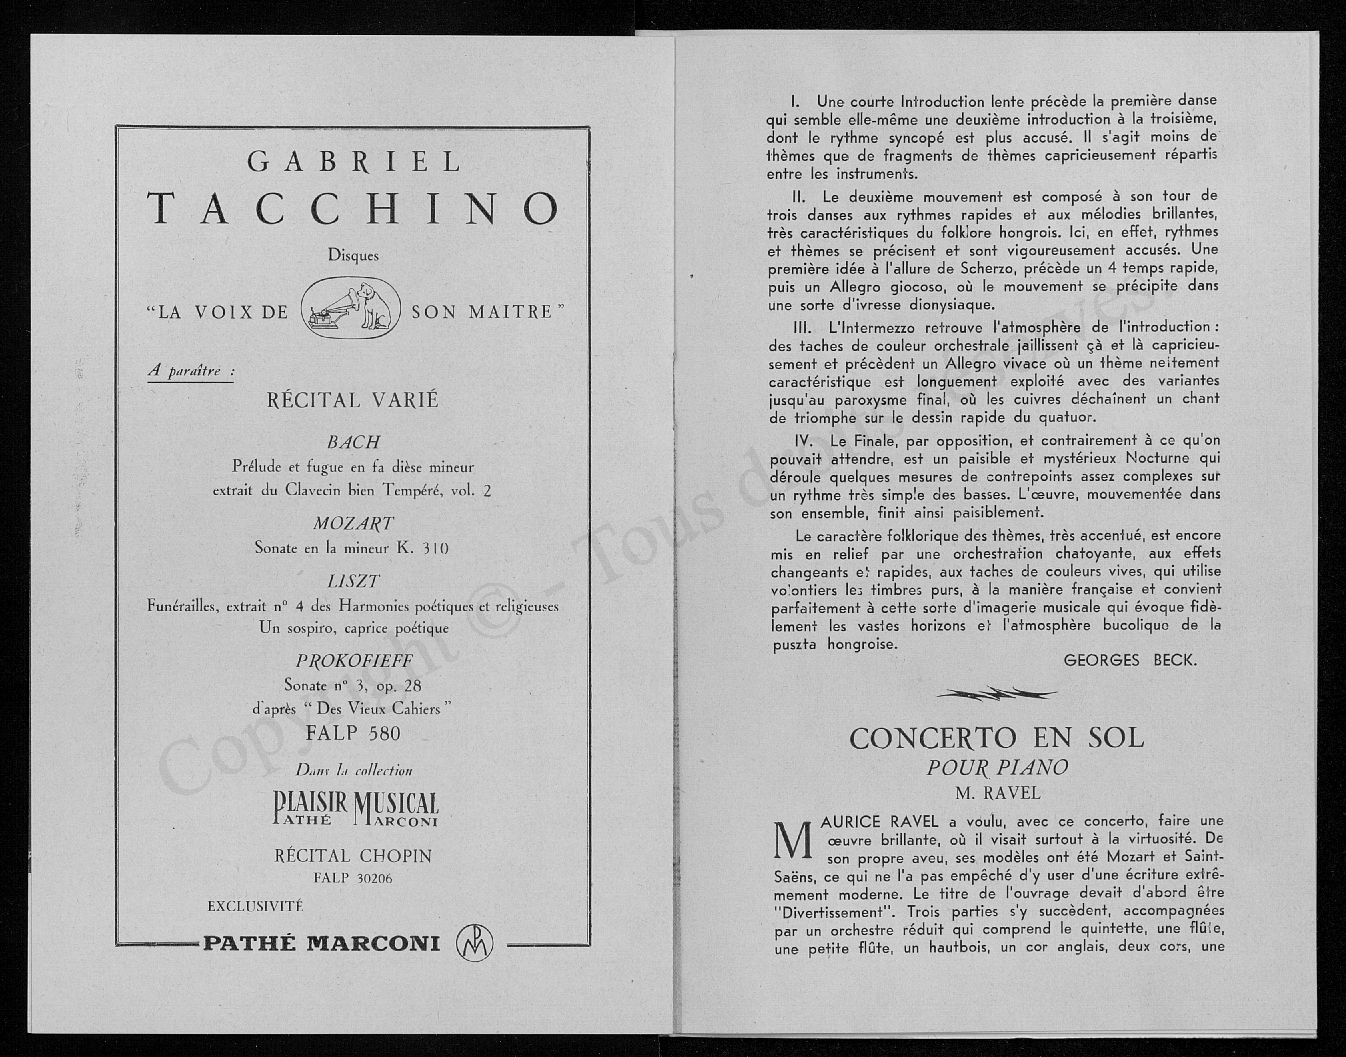 GABRIEL
TACCHINO
Disques
"LA VOIX DE SON MAITRE"
A paraître :
RÉCITAL VARIÉ
BACH
Prélude et fugue en fa dièse mineur
extrait du Clavecin bien Tempéré, vol. 2
MOZART
Sonate en la mineur K. 310
LISZT
Funérailles, extrait n° 4 des Harmonies poétiques et religieuses
Un sospiro, caprice poétique
PROKOFIEFF
Sonate n° 3, op. 28
d'après " Des Vieux Cahiers "
FALP 580
Dans la collection
PLAISIR MUSICAL
PATHÉ MARCONI
RÉCITAL CHOPIN
FALP 30206
EXCLUSIVITÉ
PATHÉ MARCONI
I. Une courte Introduction lente précède la première danse
qui semble elle-même une deuxième introduction à la troisième,
dont le rythme syncopé est plus accusé. Il s'agit moins de
thèmes que de fragments de thèmes capricieusement répartis
entre les instruments.
II. Le deuxième mouvement est composé à son tour de
trois danses aux rythmes rapides et aux mélodies brillantes,
très caractéristiques du folklore hongrois. Ici, en effet, rythmes
et thèmes se précisent et sont vigoureusement accusés. Une
première idée à l'allure de Scherzo, précède un 4 temps rapide,
puis un Allegro giocoso, où le mouvement se précipite dans
une sorte d'ivresse dionysiaque.
III. L'Intermezzo retrouve l'atmosphère de l'introduction :
des taches de couleur orchestrale jaillissent çà et là capricieu-
sement et précèdent un Allegro vivace où un thème nettement
caractéristique est longuement exploité avec des variantes
jusqu'au paroxysme final, où les cuivres déchaînent un chant
de triomphe sur le dessin rapide du quatuor.
IV. Le Finale, par opposition, et contrairement à ce qu'on
pouvait attendre, est un paisible et mystérieux Nocturne qui
déroule quelques mesures de contrepoints assez complexes sur
un rythme très simple des basses. L'œuvre, mouvementée dans
son ensemble, finit ainsi paisiblement.
Le caractère folklorique des thèmes, très accentué, est encore
mis en relief par une orchestration chatoyante, aux effets
changeants et rapides, aux taches de couleurs vives, qui utilise
volontiers les timbres purs, à la manière française et convient
parfaitement à cette sorte d'imagerie musicale qui évoque fidè-
lement les vastes horizons et l'atmosphère bucolique de la
puszta hongroise.
GEORGES BECK.
CONCERTO EN SOL
POUR PIANO
M. RAVEL
MAURICE RAVEL a voulu, avec ce concerto, faire une
œuvre brillante, où il visait surtout à la virtuosité. De
son propre aveu, ses modèles ont été Mozart et Saint-
Saëns, ce qui ne l'a pas empêché d'y user d'une écriture extrê-
mement moderne. Le titre de l'ouvrage devait d'abord être
"Divertissement". Trois parties s'y succèdent, accompagnées
par un orchestre réduit qui comprend le quintette, une flûte,
une petite flûte, un hautbois, un cor anglais, deux cors, une
Copyright © - Tous droits réservés.